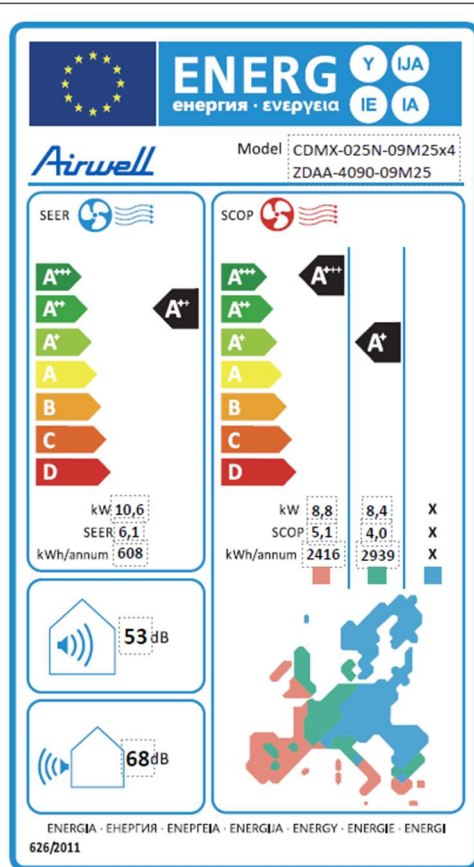 ENERG Y IJA
енергия · ενεργεια IE IA
Airwell
Model CDMX-025N-09M25x4
ZDAA-4090-09M25
SEER
SCOP
A+++
A++
A+
A
B
C
D
A++
A+++
A++
A+
A
B
C
D
A+++
A+
kW 10,6
SEER 6,1
kWh/annum 608
kW 8,8 8,4 X
SCOP 5,1 4,0 X
kWh/annum 2416 2939 X
53 dB
68 dB
ENERGIA · ЕНЕРГИЯ · ΕΝΕΡΓΕΙΑ · ENERGIJA · ENERGY · ENERGIE · ENERGI
626/2011